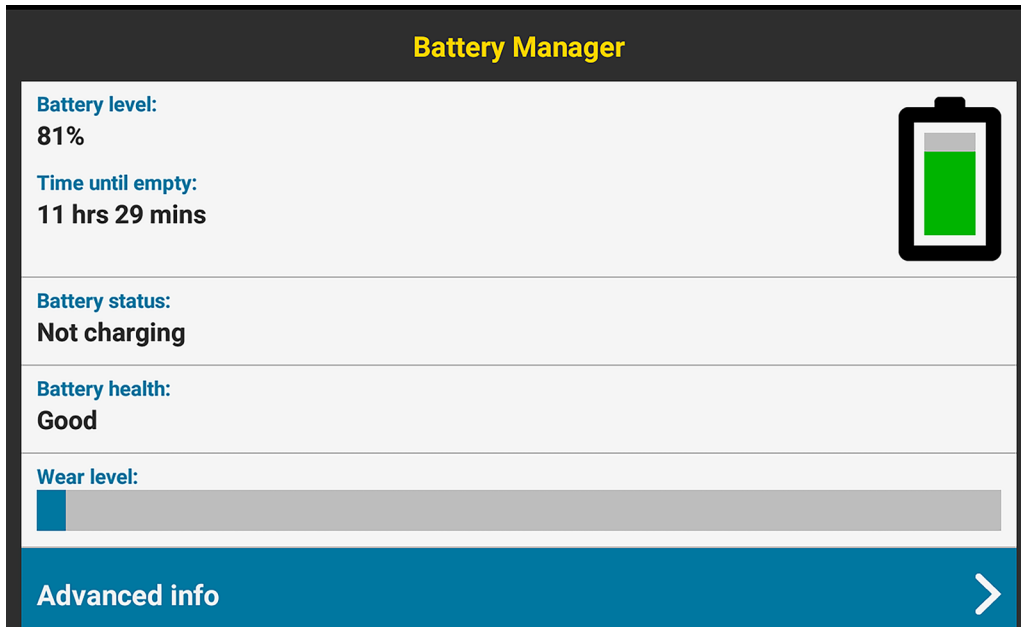 Battery Manager
Battery level:
81%
Time until empty:
11 hrs 29 mins
Battery status:
Not charging
Battery health:
Good
Wear level:
Advanced info